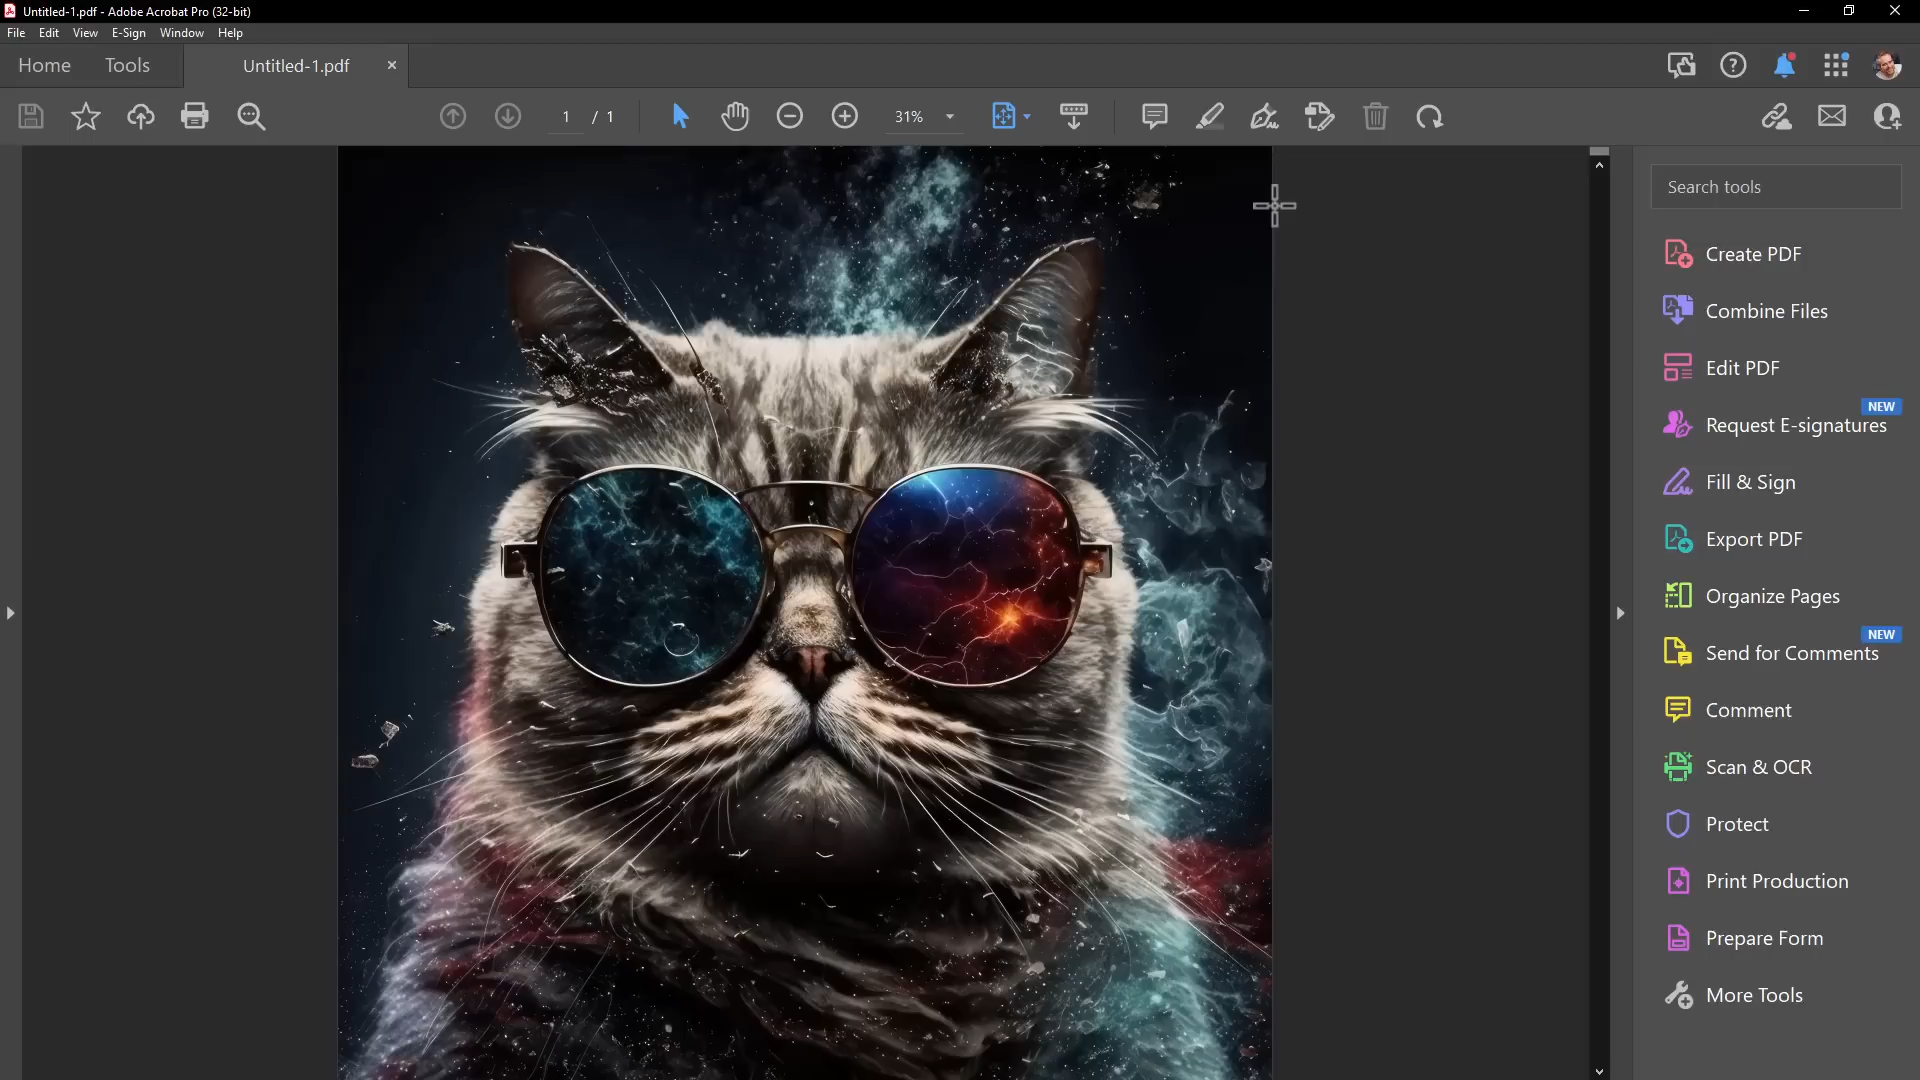 Untitled-1.pdf - Adobe Acrobat Pro (32-bit)
File Edit View E-Sign Window Help
Home Tools Untitled-1.pdf
1 / 1 31%
Search tools
Create PDF
Combine Files
Edit PDF
NEW
Request E-signatures
Fill & Sign
Export PDF
Organize Pages
NEW
Send for Comments
Comment
Scan & OCR
Protect
Print Production
Prepare Form
More Tools